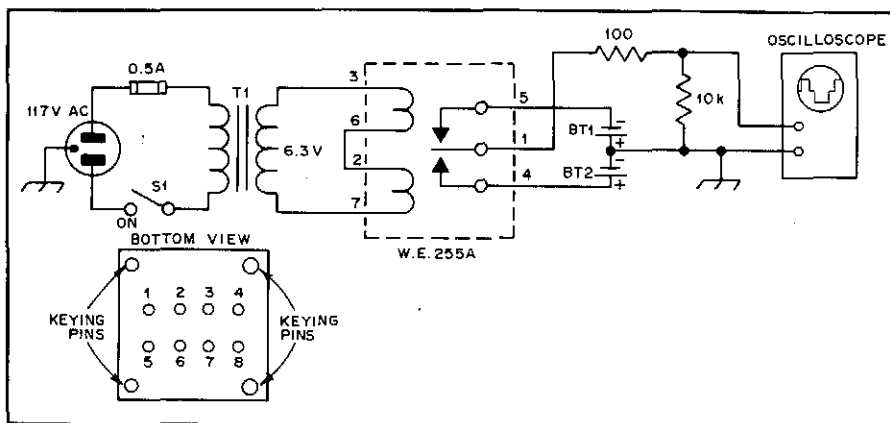 0.5A
T1
117V AC
6.3 V
S1
ON
3
6
2
7
5
1
4
W.E. 255A
100
10k
BT1
-
+
BT2
-
+
OSCILLOSCOPE
BOTTOM VIEW
KEYING PINS
1 2 3 4
5 6 7 8
KEYING PINS